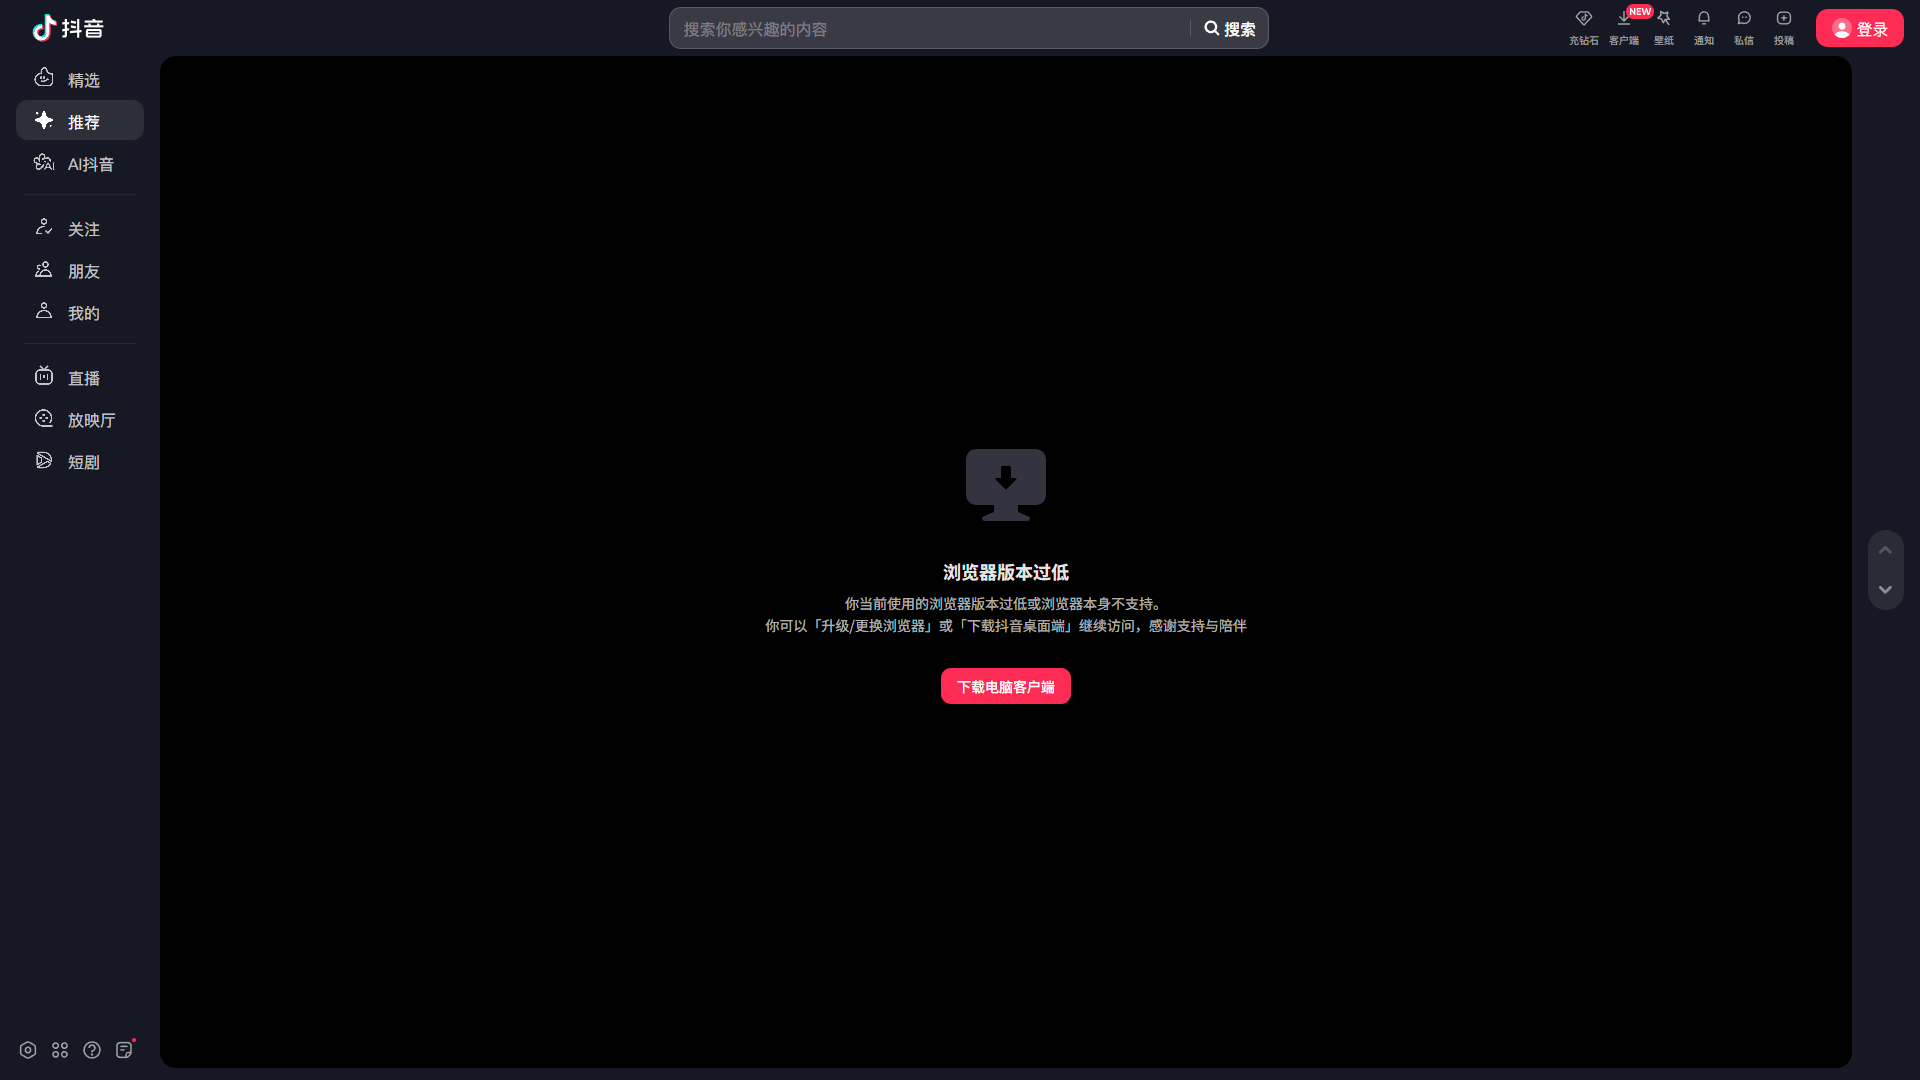 抖音
搜索你感兴趣的内容
搜索
充钻石
客户端
NEW
壁纸
通知
私信
投稿
登录
精选
推荐
AI抖音
关注
朋友
我的
直播
放映厅
短剧
浏览器版本过低
你当前使用的浏览器版本过低或浏览器本身不支持。
你可以「升级/更换浏览器」或「下载抖音桌面端」继续访问，感谢支持与陪伴
下载电脑客户端